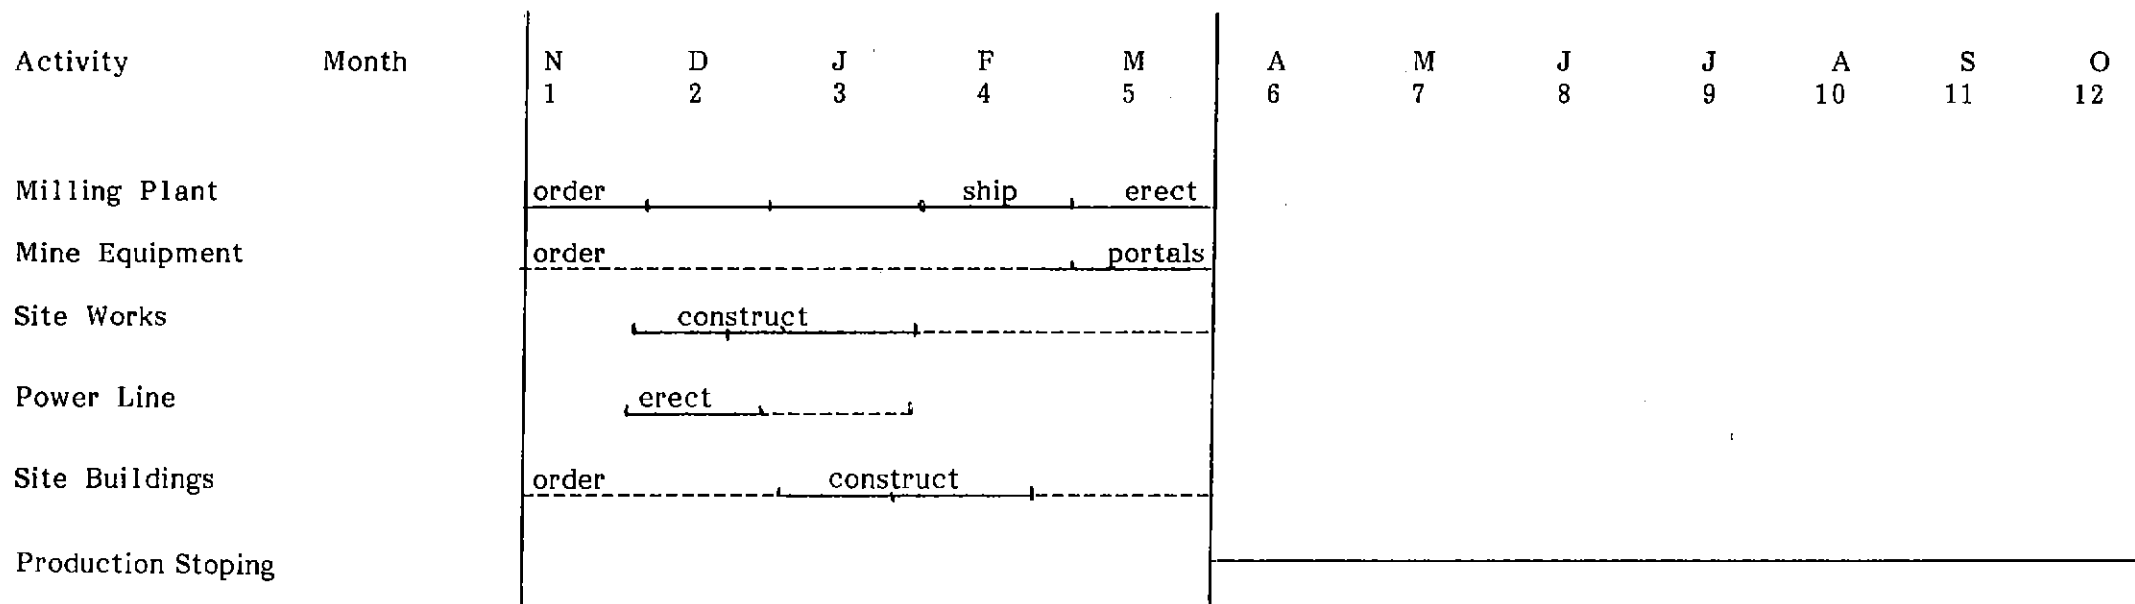 Activity Month N D J F M A M J J A S O
1 2 3 4 5 6 7 8 9 10 11 12
Milling Plant order ship erect
Mine Equipment order portals
Site Works construct
Power Line erect
Site Buildings order construct
Production Stoping